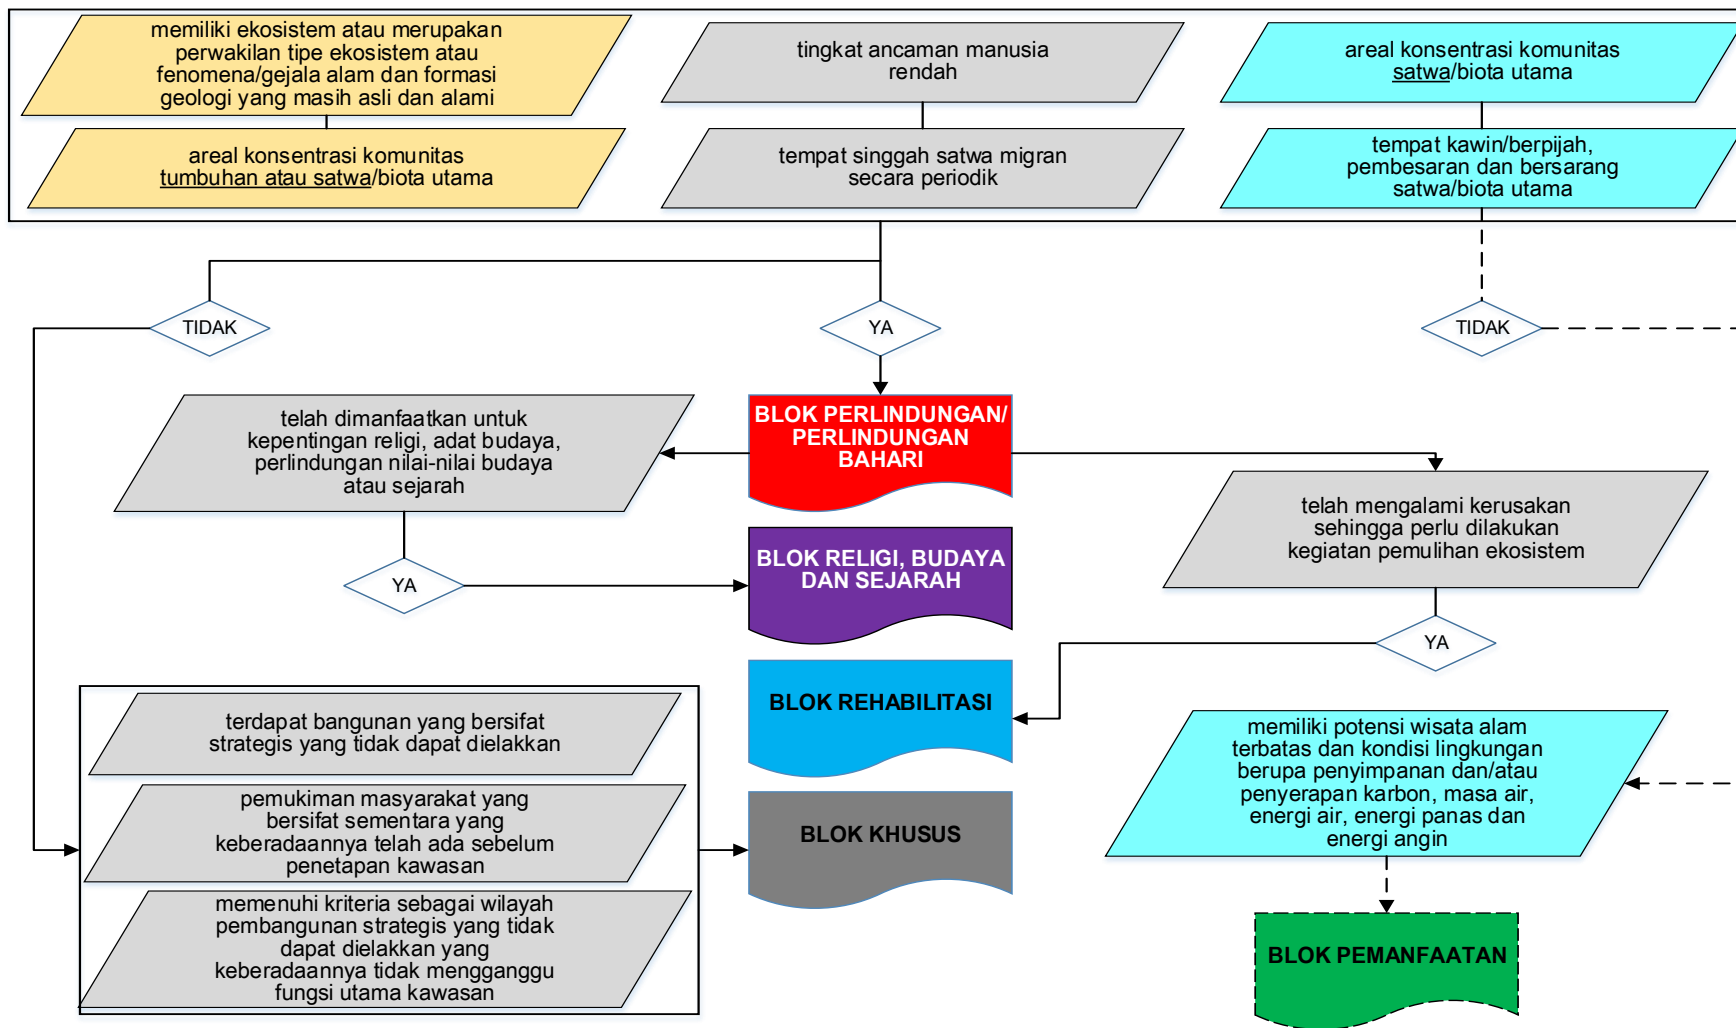 memiliki ekosistem atau merupakan
perwakilan tipe ekosistem atau
fenomena/gejala alam dan formasi
geologi yang masih asli dan alami
tingkat ancaman manusia
rendah
areal konsentrasi komunitas
satwa/biota utama
areal konsentrasi komunitas
tumbuhan atau satwa/biota utama
tempat singgah satwa migran
secara periodik
tempat kawin/berpijah,
pembesaran dan bersarang
satwa/biota utama
TIDAK
YA
TIDAK
telah dimanfaatkan untuk
kepentingan religi, adat budaya,
perlindungan nilai-nilai budaya
atau sejarah
BLOK PERLINDUNGAN/
PERLINDUNGAN
BAHARI
telah mengalami kerusakan
sehingga perlu dilakukan
kegiatan pemulihan ekosistem
YA
BLOK RELIGI, BUDAYA
DAN SEJARAH
YA
terdapat bangunan yang bersifat
strategis yang tidak dapat dielakkan
BLOK REHABILITASI
memiliki potensi wisata alam
terbatas dan kondisi lingkungan
berupa penyimpanan dan/atau
penyerapan karbon, masa air,
energi air, energi panas dan
energi angin
pemukiman masyarakat yang
bersifat sementara yang
keberadaannya telah ada sebelum
penetapan kawasan
BLOK KHUSUS
memenuhi kriteria sebagai wilayah
pembangunan strategis yang tidak
dapat dielakkan yang
keberadaannya tidak mengganggu
fungsi utama kawasan
BLOK PEMANFAATAN